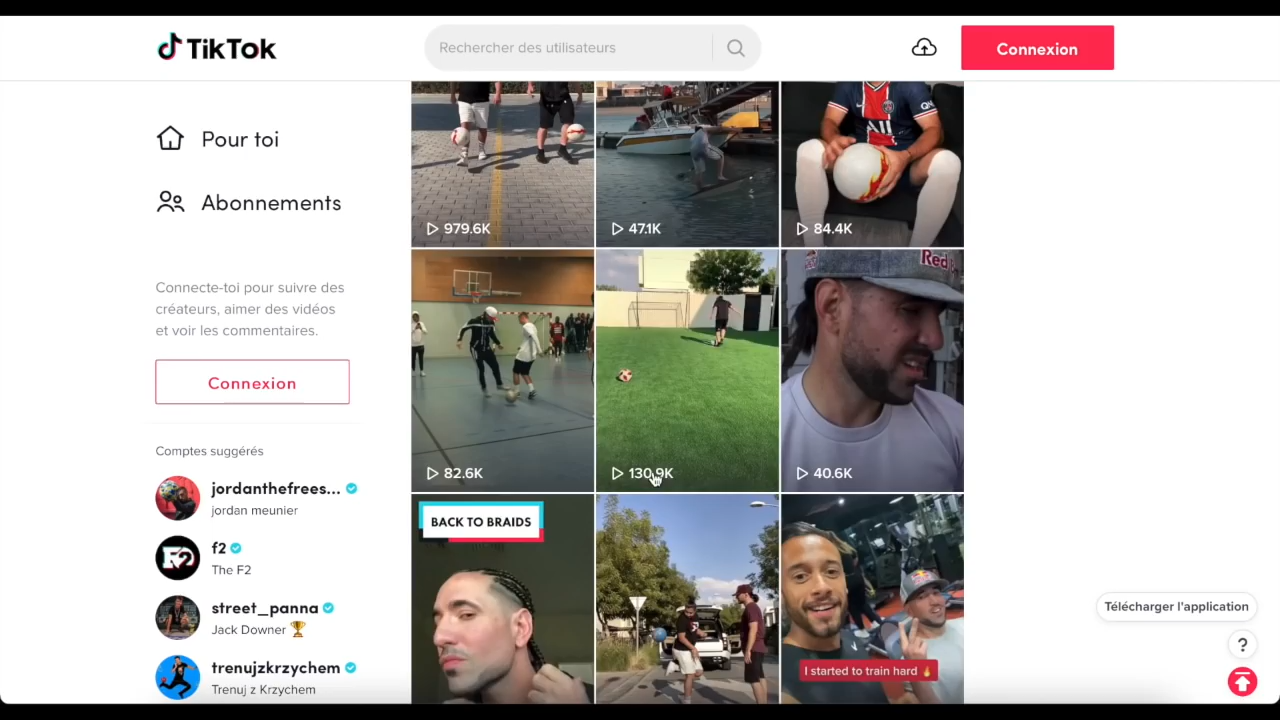 TikTok
Rechercher des utilisateurs
Connexion
Pour toi
Abonnements
Connecte-toi pour suivre des
créateurs, aimer des vidéos
et voir les commentaires.
Connexion
Comptes suggérés
jordanthefrees...
jordan meunier
f2
The F2
street_panna
Jack Downer
trenujzkrzychem
Trenuj z Krzychem
979.6K
47.1K
84.4K
82.6K
130.9K
40.6K
BACK TO BRAIDS
I started to train hard
Télécharger l'application
?